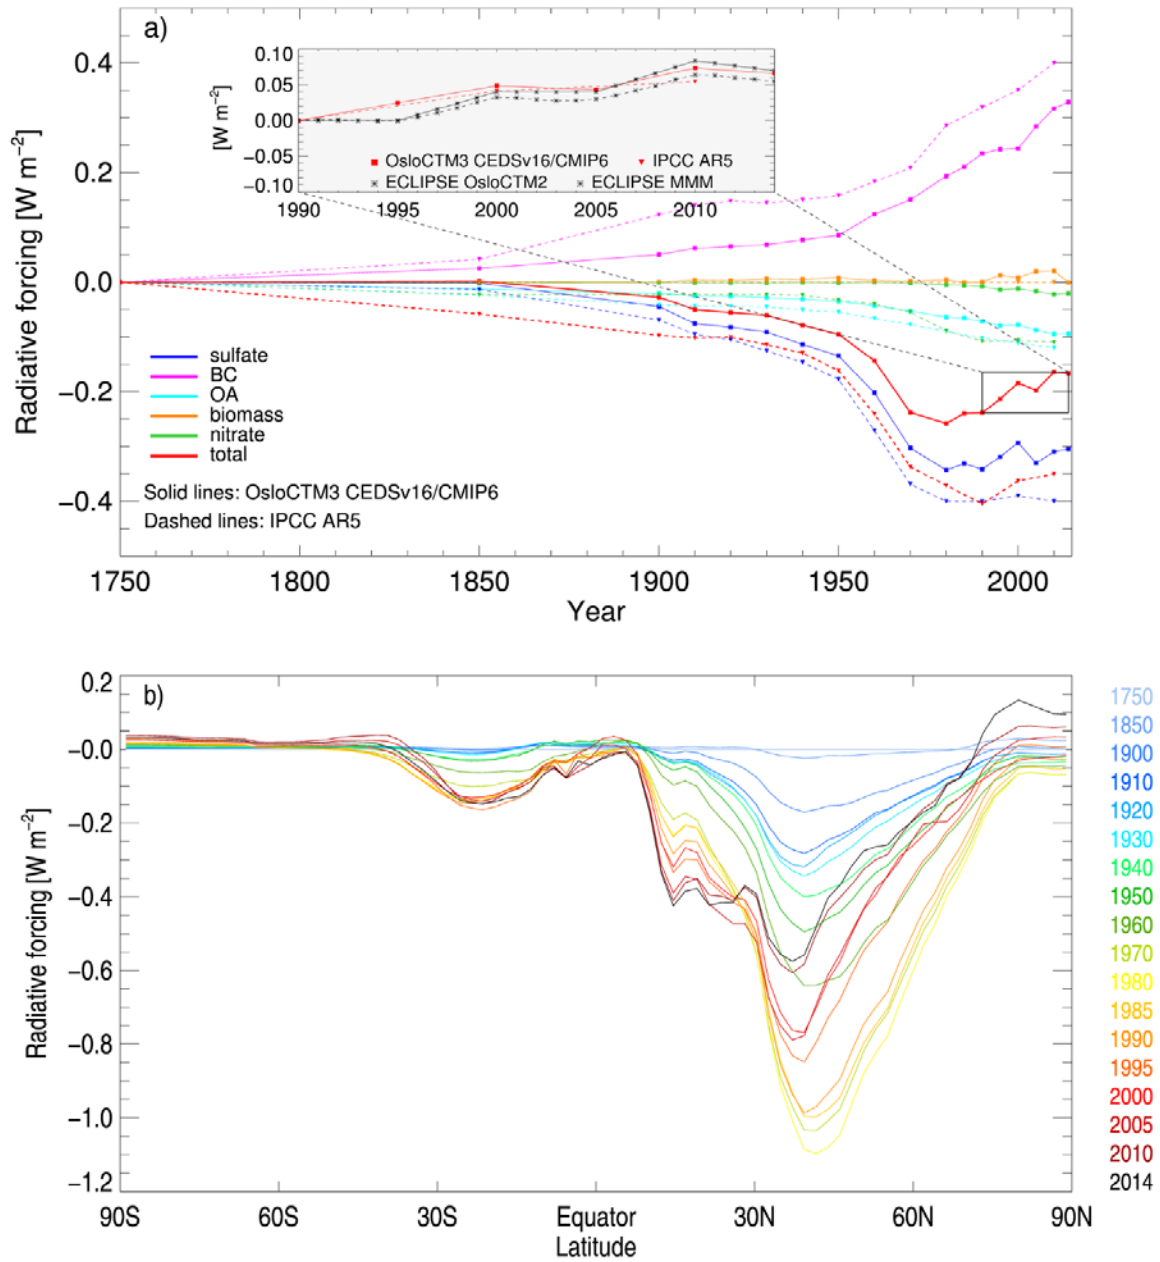 a)
0.10
0.05
0.00
−0.05
−0.10
[W m−2]
OsloCTM3 CEDSv16/CMIP6
IPCC AR5
ECLIPSE OsloCTM2
ECLIPSE MMM
1990
1995
2000
2005
2010
0.4
0.2
0.0
−0.2
−0.4
Radiative forcing [W m−2]
sulfate
BC
OA
biomass
nitrate
total
Solid lines: OsloCTM3 CEDSv16/CMIP6
Dashed lines: IPCC AR5
1750
1800
1850
1900
1950
2000
Year
b)
0.2
−0.0
−0.2
−0.4
−0.6
−0.8
−1.0
−1.2
Radiative forcing [W m−2]
90S
60S
30S
Equator
30N
60N
90N
Latitude
1750
1850
1900
1910
1920
1930
1940
1950
1960
1970
1980
1985
1990
1995
2000
2005
2010
2014